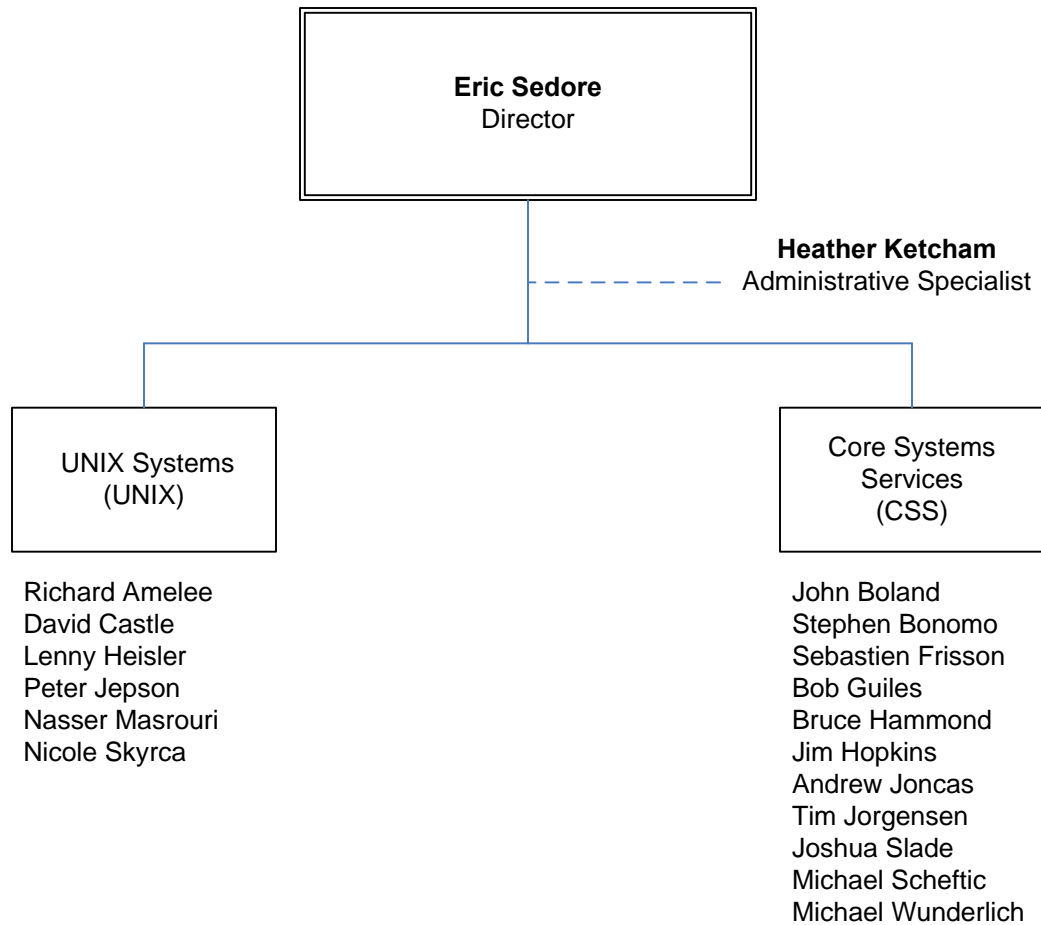 Eric Sedore
Director
Heather Ketcham
Administrative Specialist
UNIX Systems
(UNIX)
Richard Amelee
David Castle
Lenny Heisler
Peter Jepson
Nasser Masrouri
Nicole Skyrca
Core Systems
Services
(CSS)
John Boland
Stephen Bonomo
Sebastien Frisson
Bob Guiles
Bruce Hammond
Jim Hopkins
Andrew Joncas
Tim Jorgensen
Joshua Slade
Michael Scheftic
Michael Wunderlich